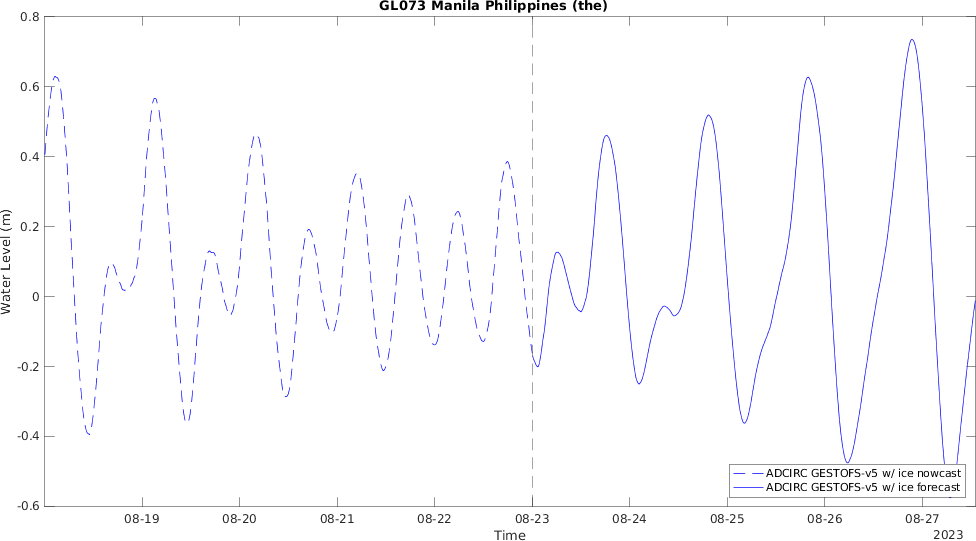 GL073 Manila Philippines (the)
0.8
0.6
0.4
0.2
0
-0.2
-0.4
-0.6
Water Level (m)
ADCIRC GESTOFS-v5 w/ ice nowcast
ADCIRC GESTOFS-v5 w/ ice forecast
08-19 08-20 08-21 08-22 08-23 08-24 08-25 08-26 08-27
Time
2023